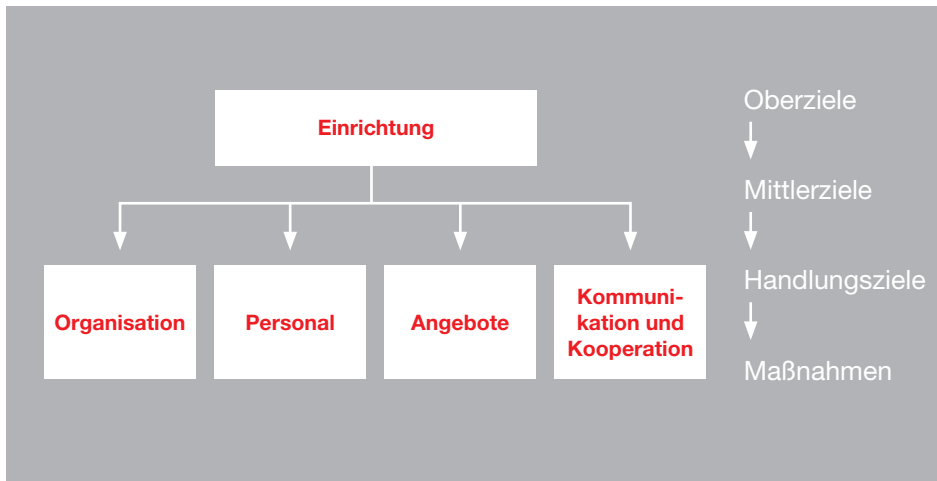 Einrichtung
Organisation
Personal
Angebote
Kommuni-
kation und
Kooperation
Oberziele
Mittlerziele
Handlungsziele
Maßnahmen